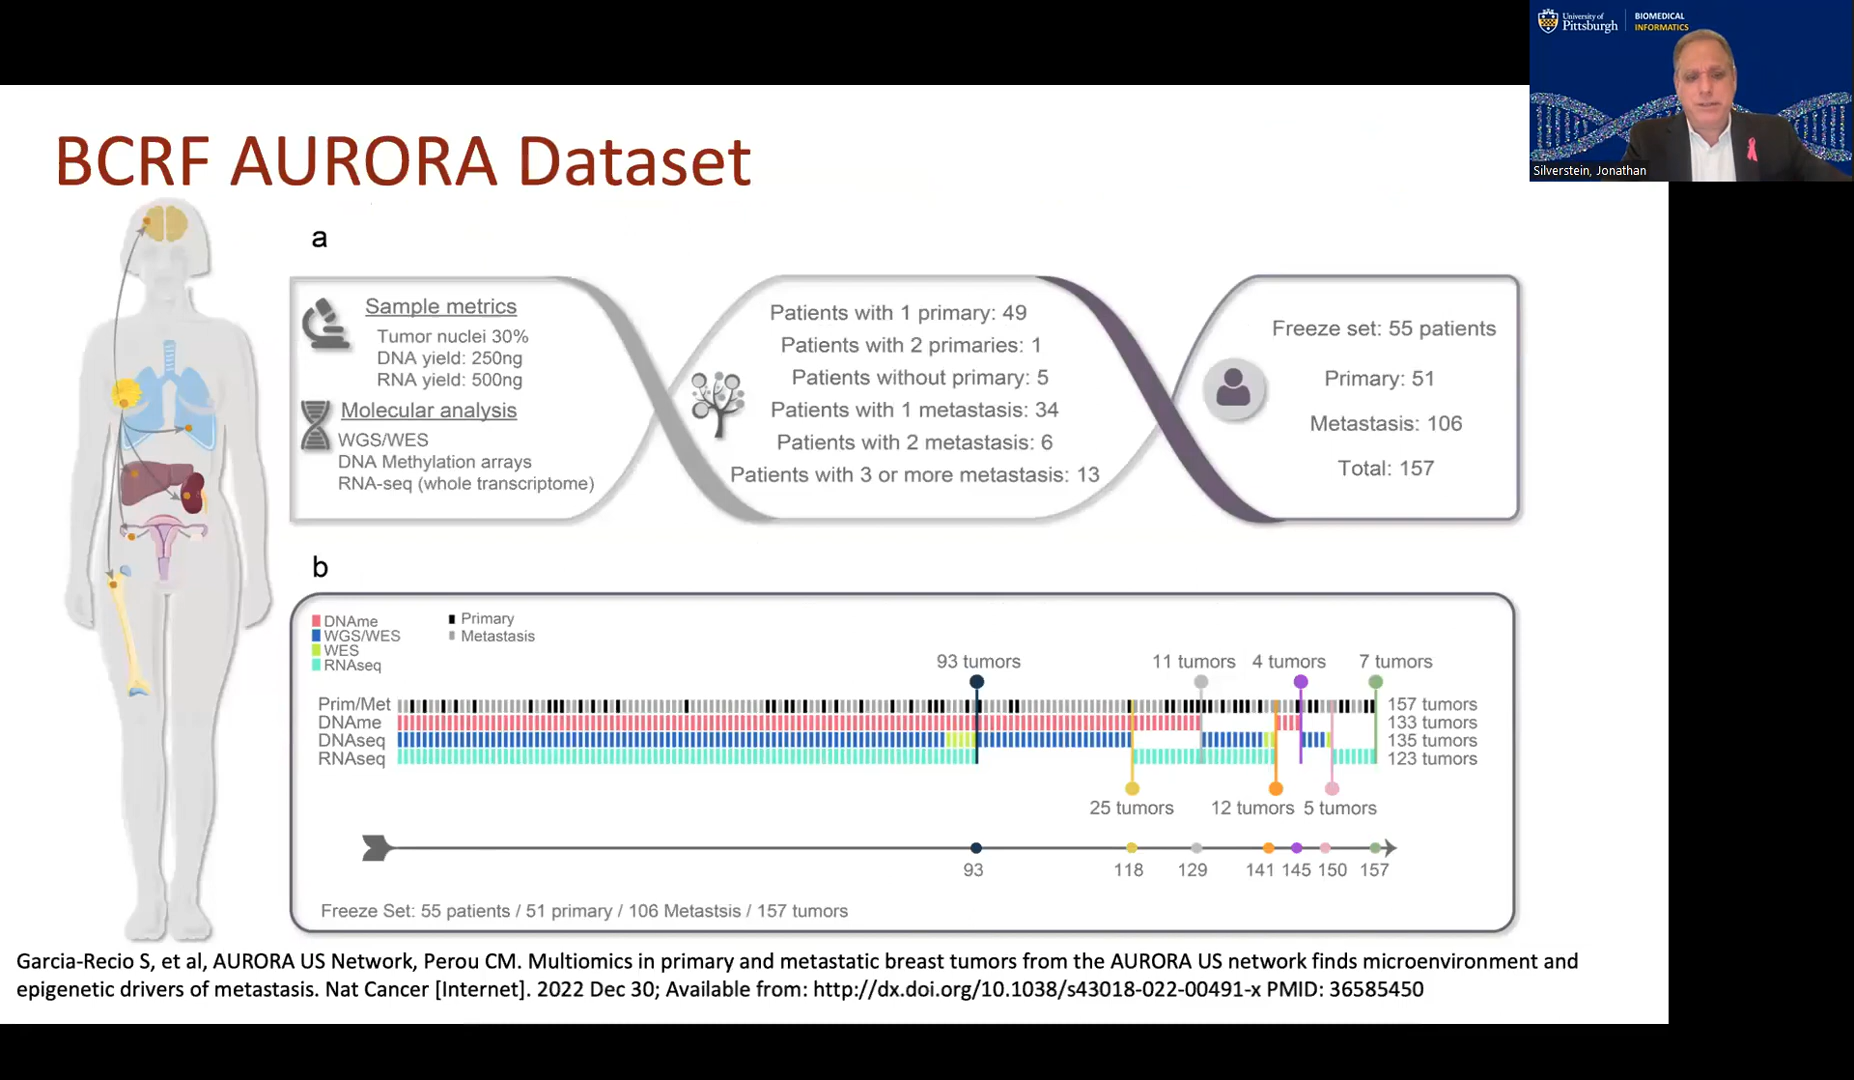 University of
Pittsburgh
BIOMEDICAL
INFORMATICS
Silverstein, Jonathan
BCRF AURORA Dataset
a
Sample metrics
Tumor nuclei 30%
DNA yield: 250ng
RNA yield: 500ng
Molecular analysis
WGS/WES
DNA Methylation arrays
RNA-seq (whole transcriptome)
Patients with 1 primary: 49
Patients with 2 primaries: 1
Patients without primary: 5
Patients with 1 metastasis: 34
Patients with 2 metastasis: 6
Patients with 3 or more metastasis: 13
Freeze set: 55 patients
Primary: 51
Metastasis: 106
Total: 157
b
DNAme
WGS/WES
WES
RNAseq
Primary
Metastasis
93 tumors
11 tumors
4 tumors
7 tumors
Prim/Met
157 tumors
DNAme
133 tumors
DNAseq
135 tumors
RNAseq
123 tumors
25 tumors
12 tumors
5 tumors
93
118
129
141
145
150
157
Freeze Set: 55 patients / 51 primary / 106 Metastsis / 157 tumors
Garcia-Recio S, et al, AURORA US Network, Perou CM. Multiomics in primary and metastatic breast tumors from the AURORA US network finds microenvironment and
epigenetic drivers of metastasis. Nat Cancer [Internet]. 2022 Dec 30; Available from: http://dx.doi.org/10.1038/s43018-022-00491-x PMID: 36585450